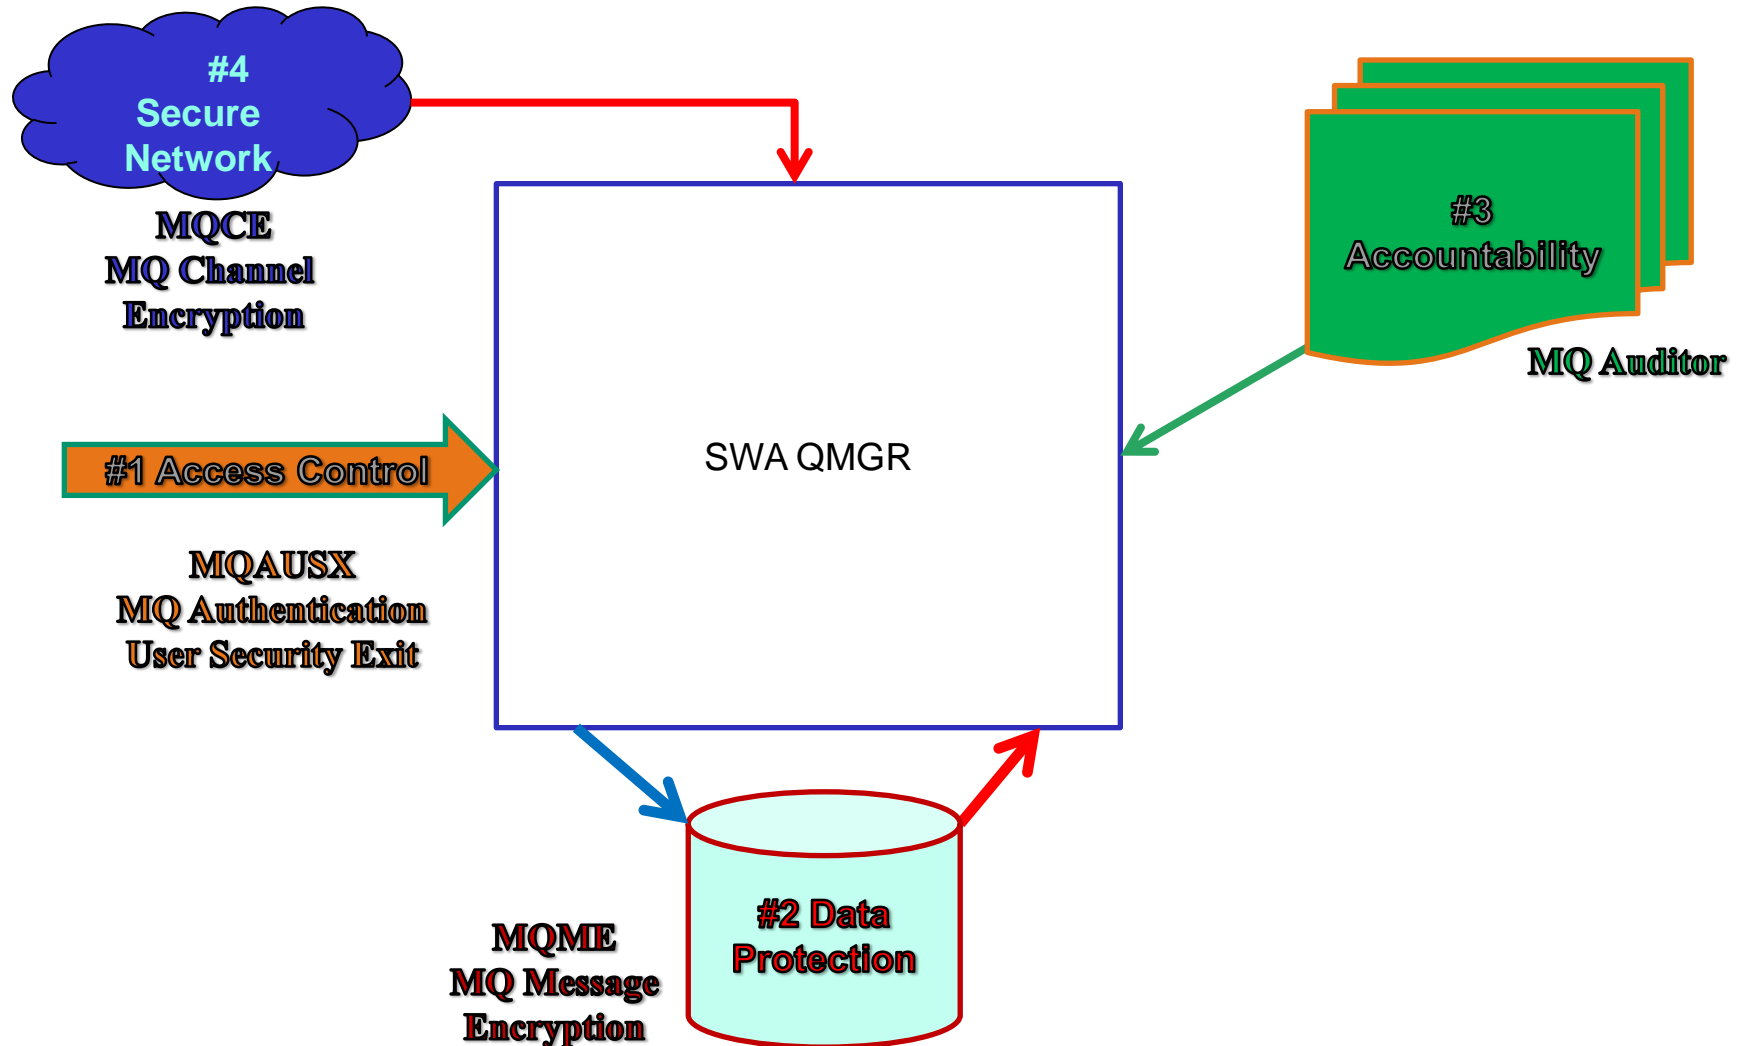 #4
Secure
Network
MQCE
MQ Channel
Encryption
#3
Accountability
MQ Auditor
SWA QMGR
#1 Access Control
MQAUSX
MQ Authentication
User Security Exit
#2 Data
Protection
MQME
MQ Message
Encryption